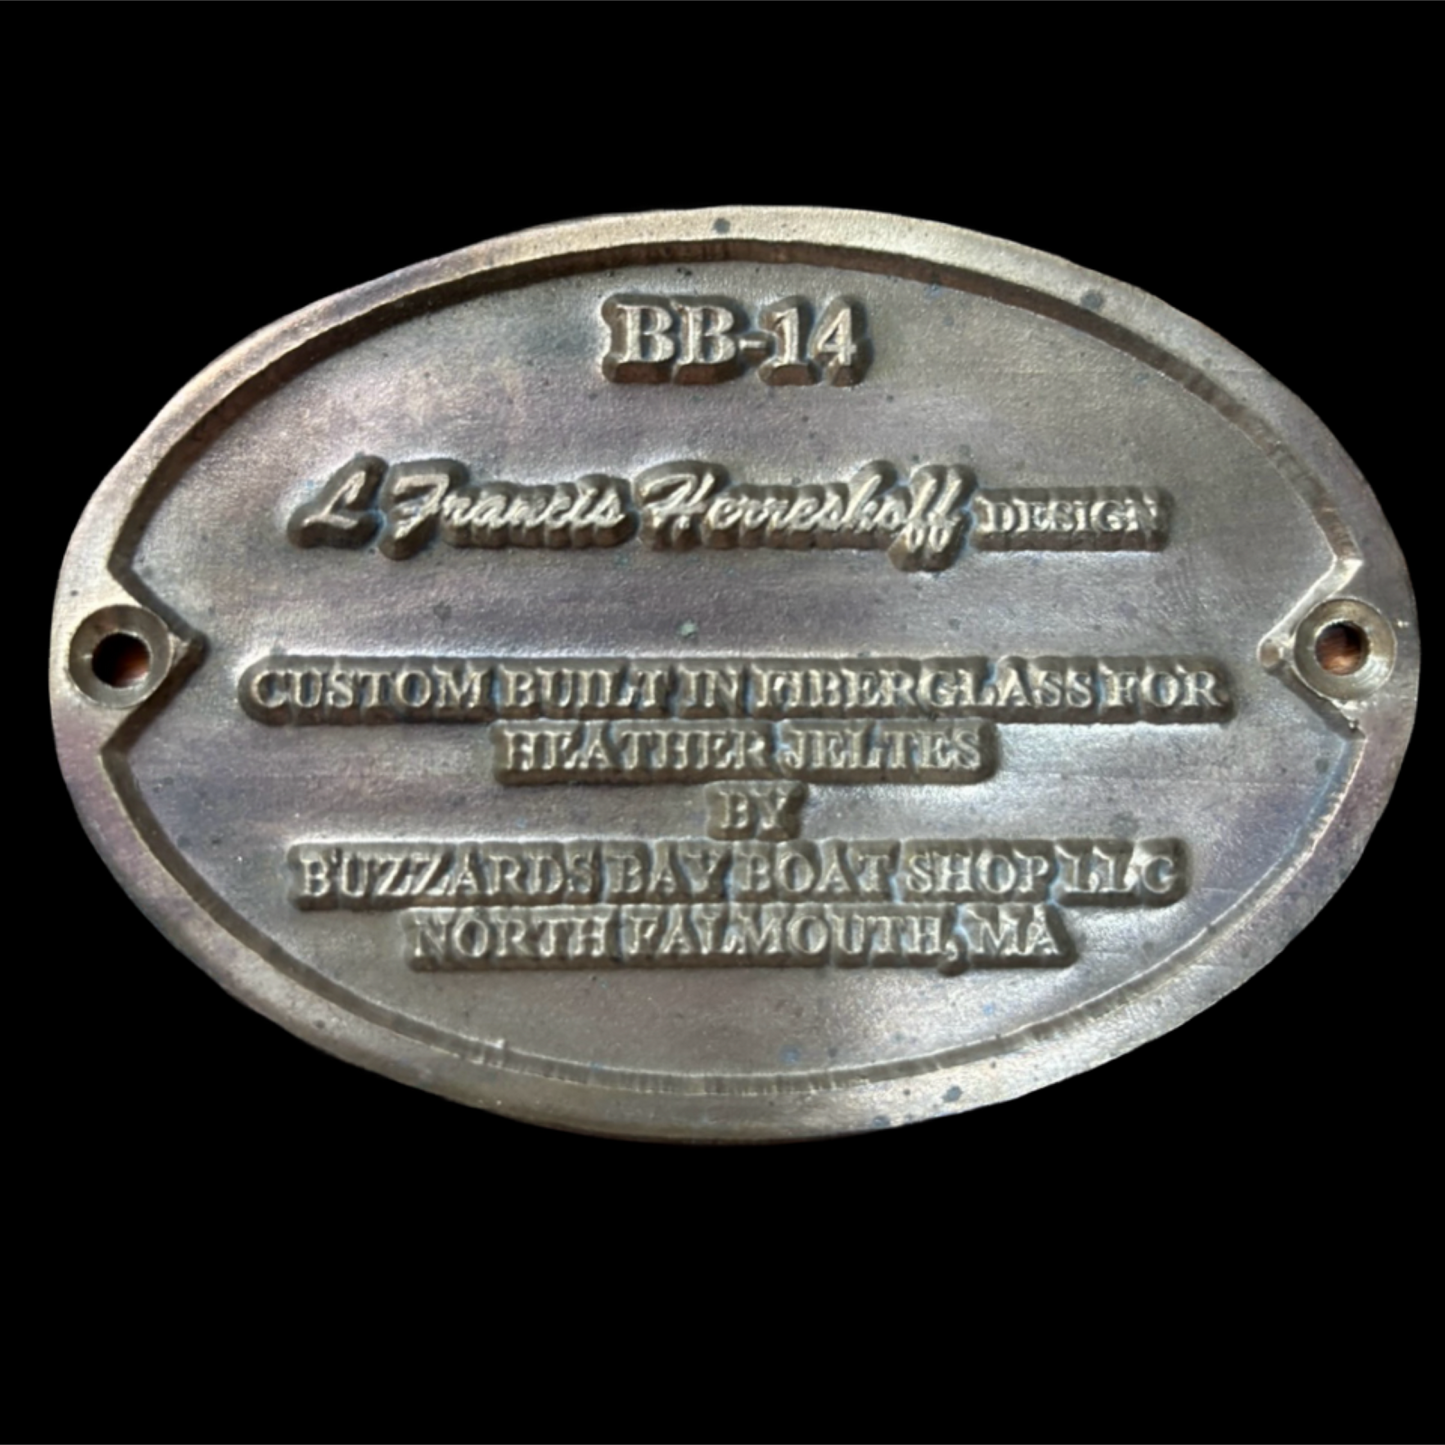 BB-14
L Francis Herreshoff DESIGN
CUSTOM BUILT IN FIBERGLASS FOR
HEATHER JELTES
BY
BUZZARDS BAY BOAT SHOP LLC
NORTH FALMOUTH, MA